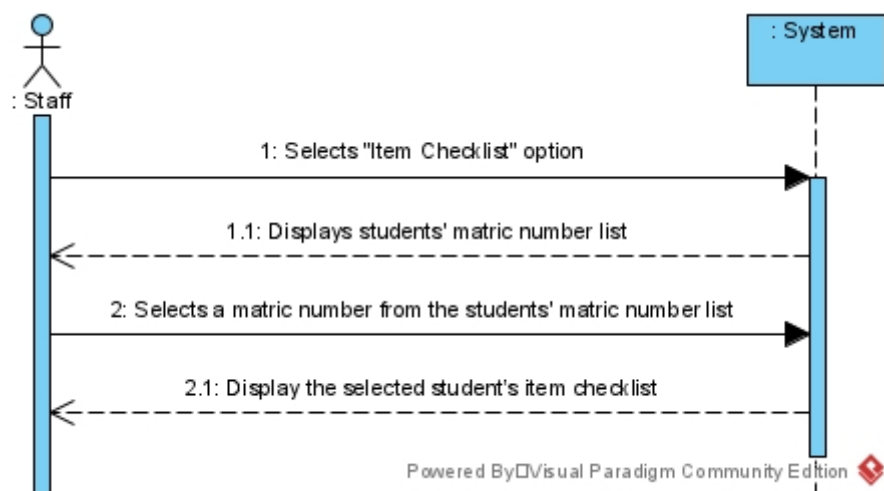 : Staff
: System
1: Selects "Item Checklist" option
1.1: Displays students' matric number list
2: Selects a matric number from the students' matric number list
2.1: Display the selected student's item checklist
Powered By□Visual Paradigm Community Edition